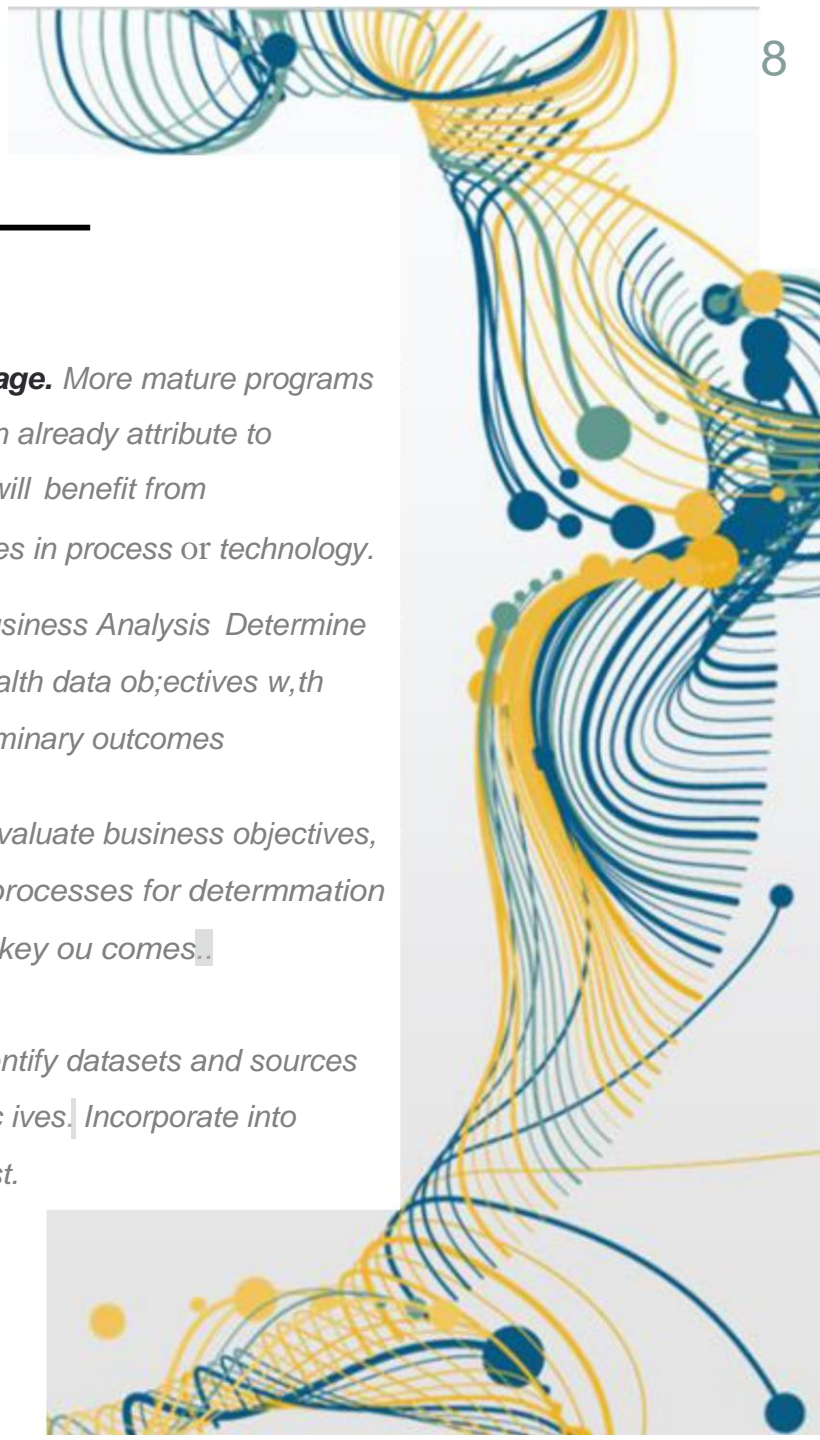 8
age. More mature programs
n already attribute to
will benefit from
es in process or technology.
usiness Analysis Determine
alth data ob;ectives w,th
minary outcomes
valuate business objectives,
processes for determmation
key ou comes..
entify datasets and sources
c ives. Incorporate into
st.